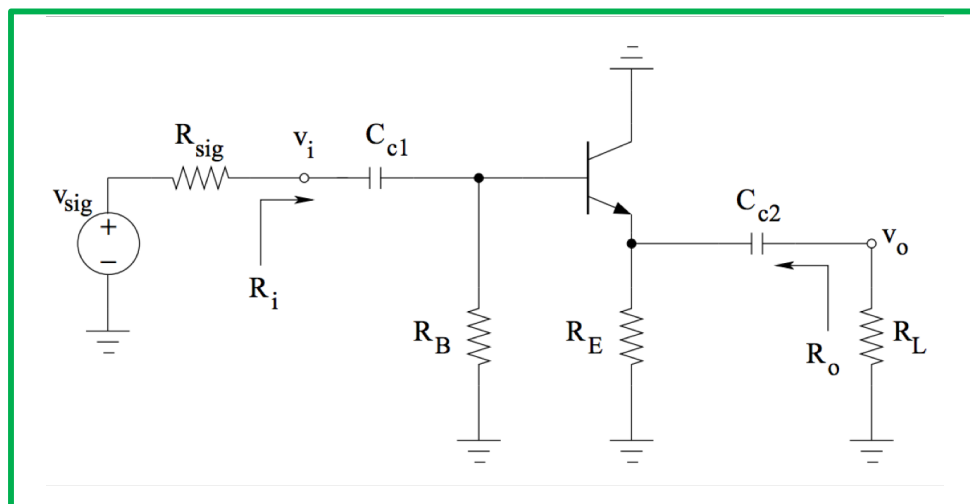 R_sig
v_i
C_c1
v_sig
+
−
R_i
R_B
R_E
C_c2
v_o
R_o
R_L